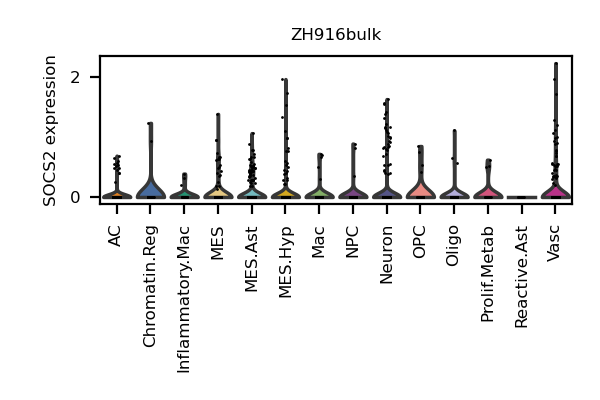 ZH916bulk
SOCS2 expression
2
0
AC
Chromatin.Reg
Inflammatory.Mac
MES
MES.Ast
MES.Hyp
Mac
NPC
Neuron
OPC
Oligo
Prolif.Metab
Reactive.Ast
Vasc